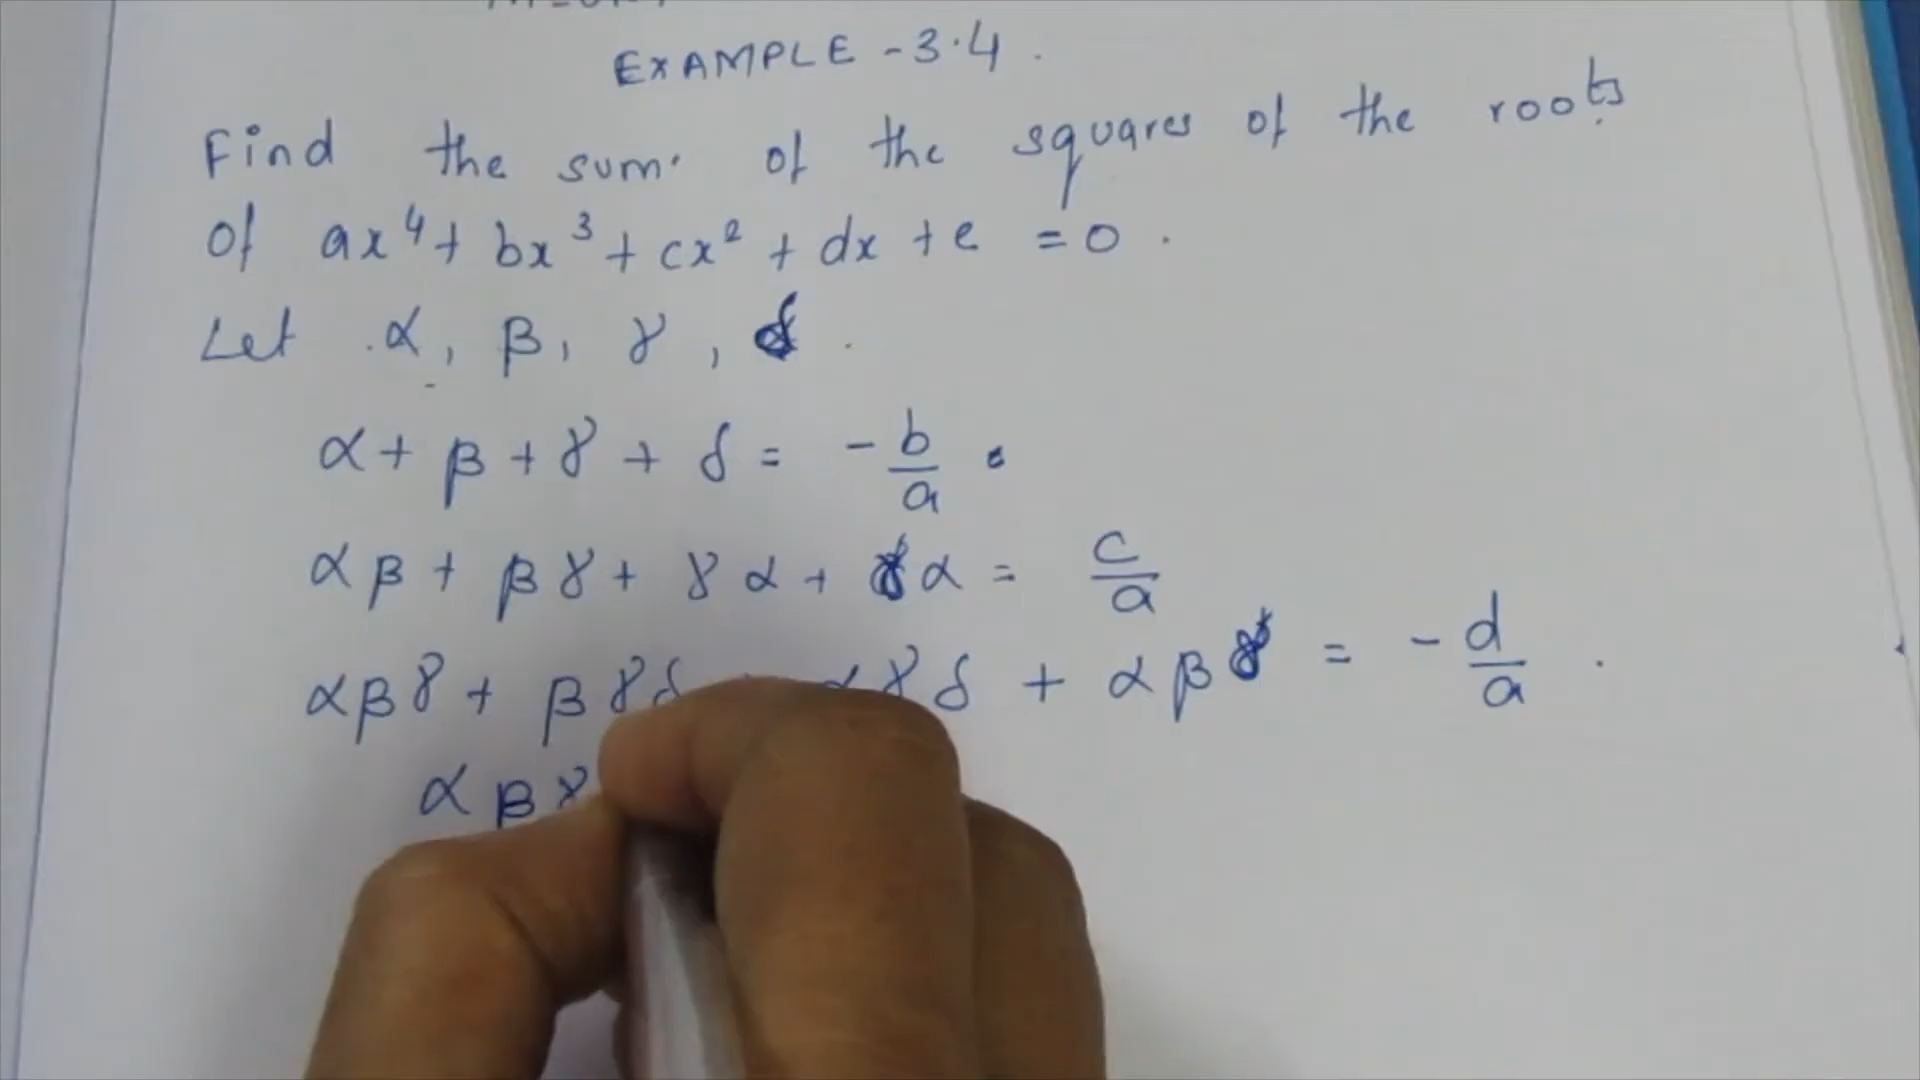 EXAMPLE - 3.4.
Find the sum of the squares of the roots
of ax⁴ + bx³ + cx² + dx + e = 0.
Let α, β, γ, δ.
α + β + γ + δ = - b/a
αβ + βγ + γα + δα = c/a
αβγ + βγδ αγδ + αβδ = - d/a.
αβγ